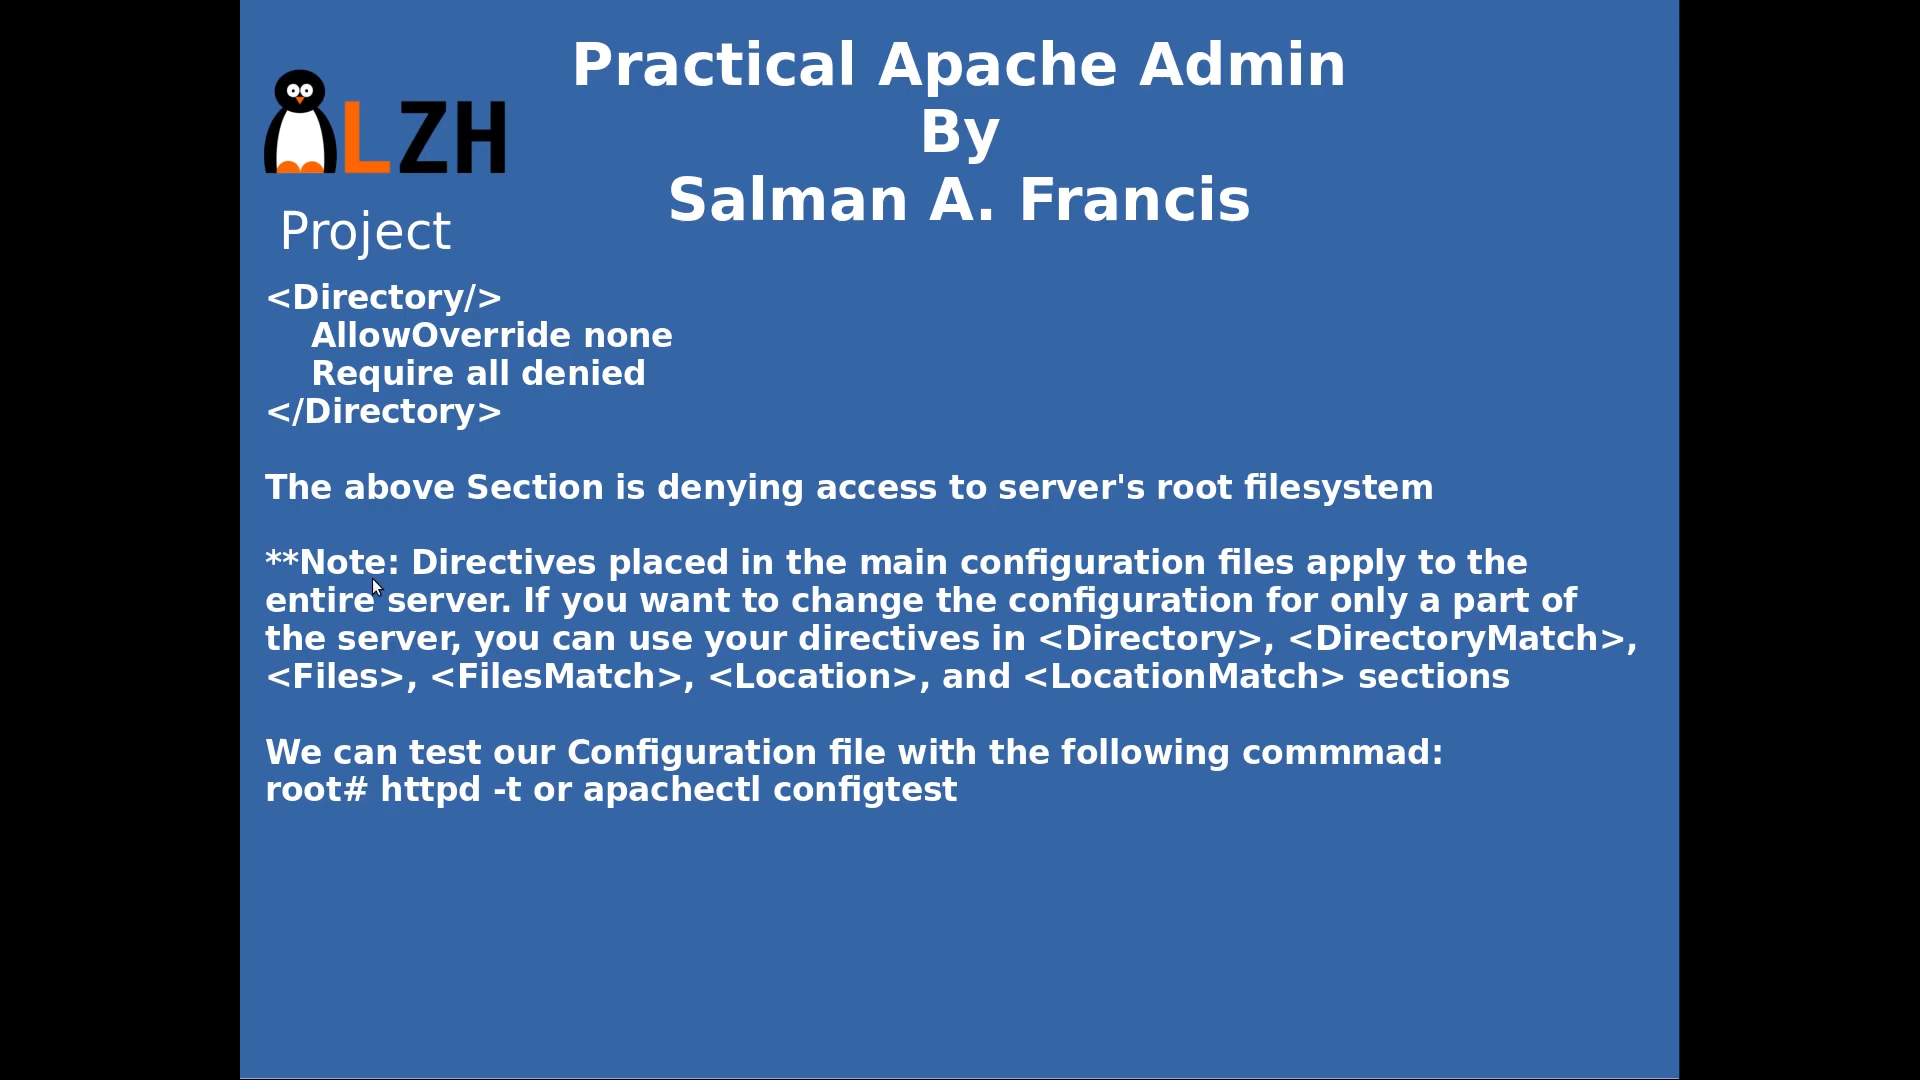 Practical Apache Admin
By
Salman A. Francis
LZH
Project
<Directory/>
AllowOverride none
Require all denied
</Directory>
The above Section is denying access to server's root filesystem
**Note: Directives placed in the main configuration files apply to the
entire server. If you want to change the configuration for only a part of
the server, you can use your directives in <Directory>, <DirectoryMatch>,
<Files>, <FilesMatch>, <Location>, and <LocationMatch> sections
We can test our Configuration file with the following commmad:
root# httpd -t or apachectl configtest